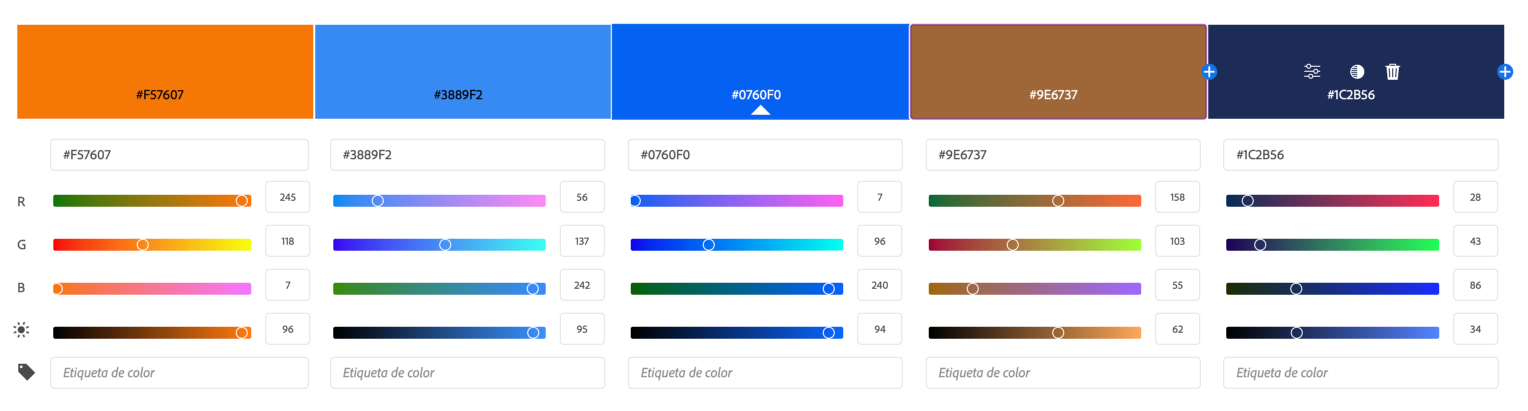 #F57607 #3889F2 #0760F0 #9E6737 #1C2B56
#F57607 #3889F2 #0760F0 #9E6737 #1C2B56
R 245 56 7 158 28
G 118 137 96 103 43
B 7 242 240 55 86
96 95 94 62 34
Etiqueta de color Etiqueta de color Etiqueta de color Etiqueta de color Etiqueta de color